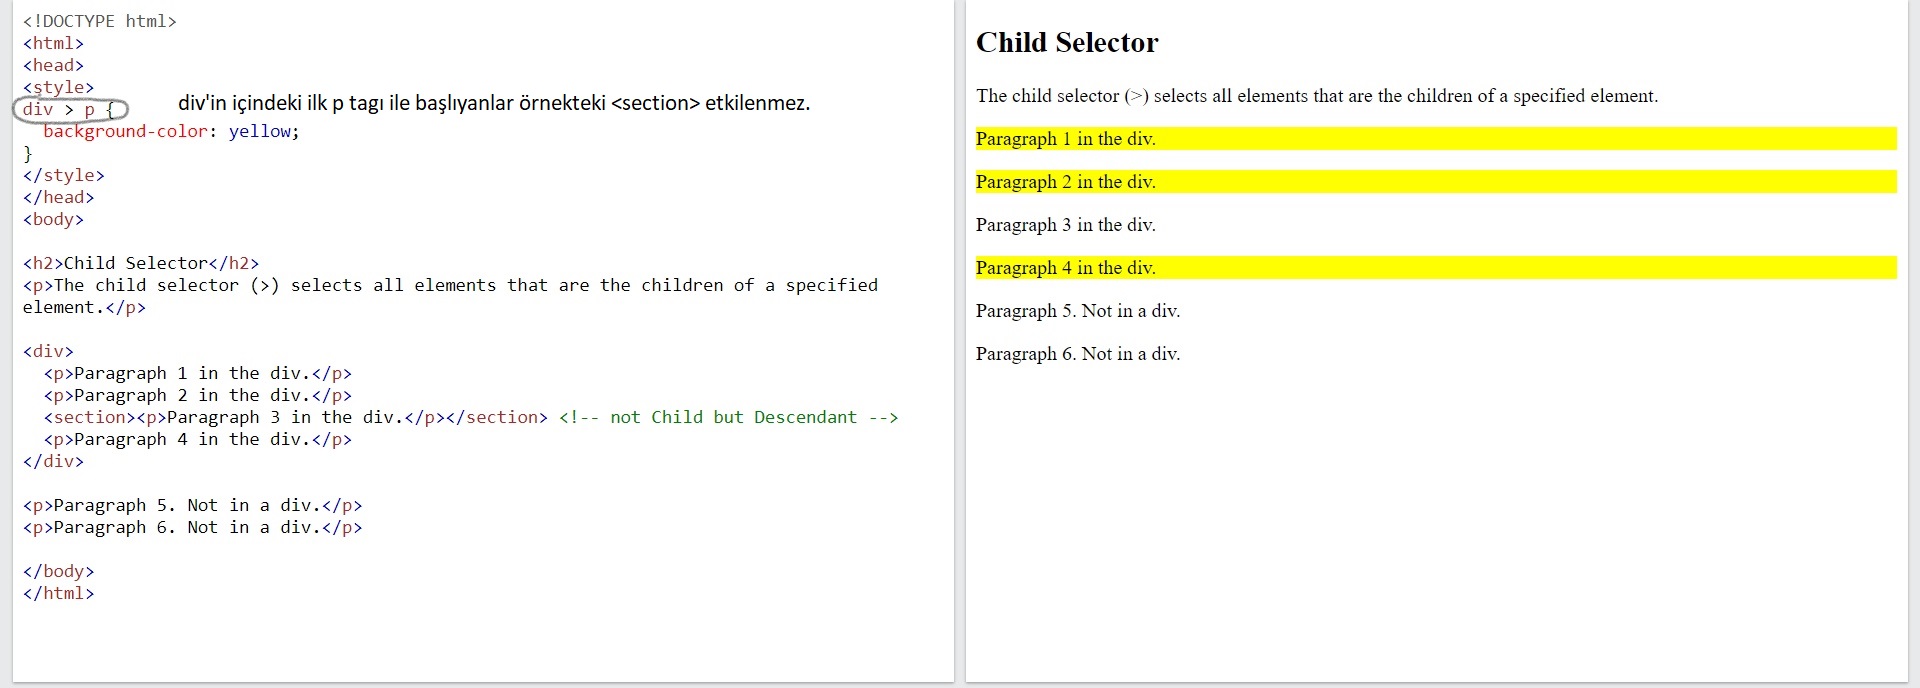 <!DOCTYPE html>
<html>
<head>
<style>
div > p {
div'in içindeki ilk p tagı ile başlıyanlar örnekteki <section> etkilenmez.
background-color: yellow;
}
</style>
</head>
<body>
<h2>Child Selector</h2>
<p>The child selector (>) selects all elements that are the children of a specified
element.</p>
<div>
<p>Paragraph 1 in the div.</p>
<p>Paragraph 2 in the div.</p>
<section><p>Paragraph 3 in the div.</p></section> <!-- not Child but Descendant -->
<p>Paragraph 4 in the div.</p>
</div>
<p>Paragraph 5. Not in a div.</p>
<p>Paragraph 6. Not in a div.</p>
</body>
</html>
Child Selector
The child selector (>) selects all elements that are the children of a specified element.
Paragraph 1 in the div.
Paragraph 2 in the div.
Paragraph 3 in the div.
Paragraph 4 in the div.
Paragraph 5. Not in a div.
Paragraph 6. Not in a div.